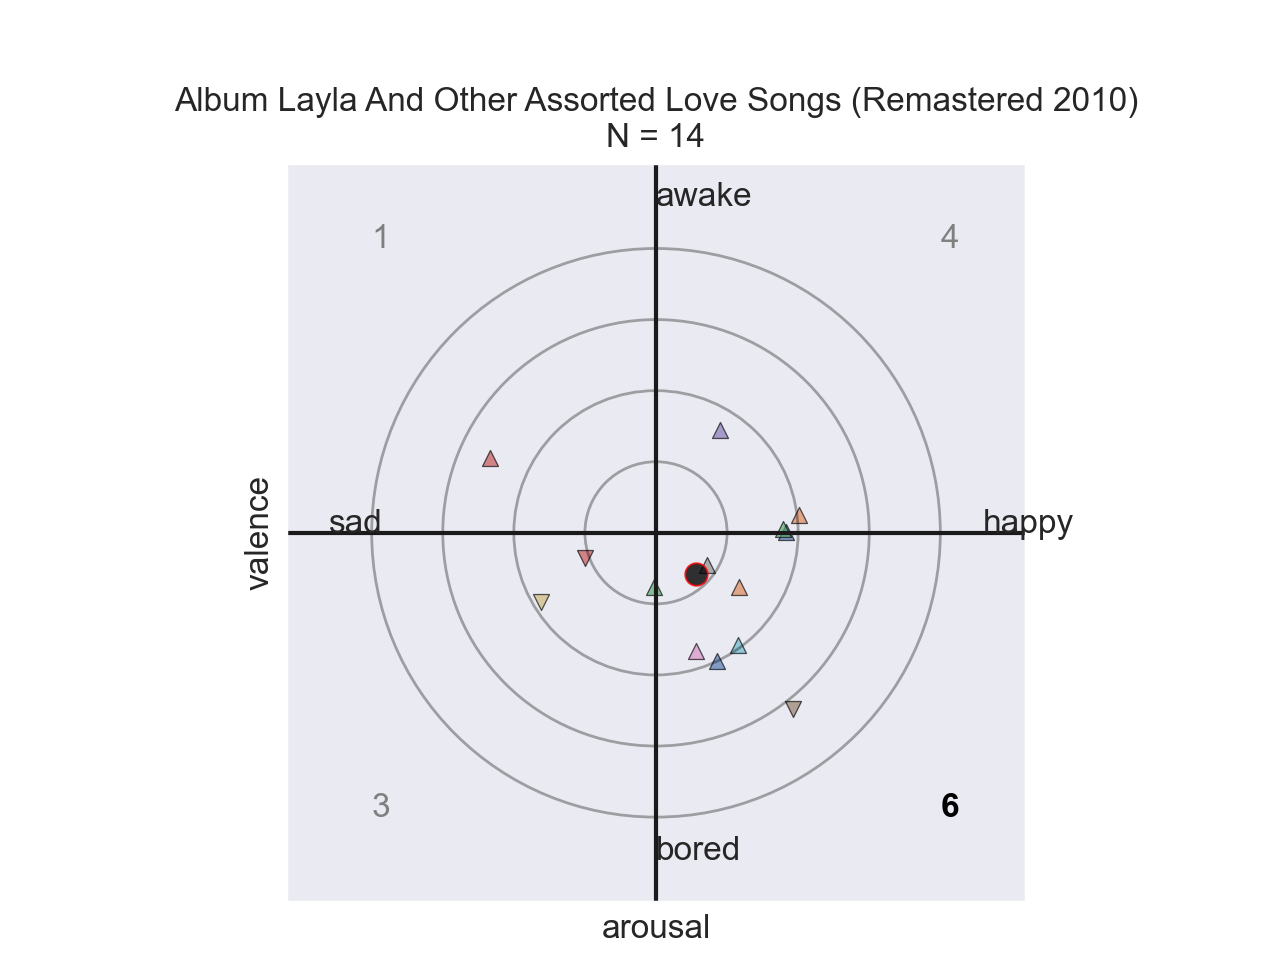 Album Layla And Other Assorted Love Songs (Remastered 2010)
N = 14
awake
1
4
sad
happy
valence
3
6
bored
arousal